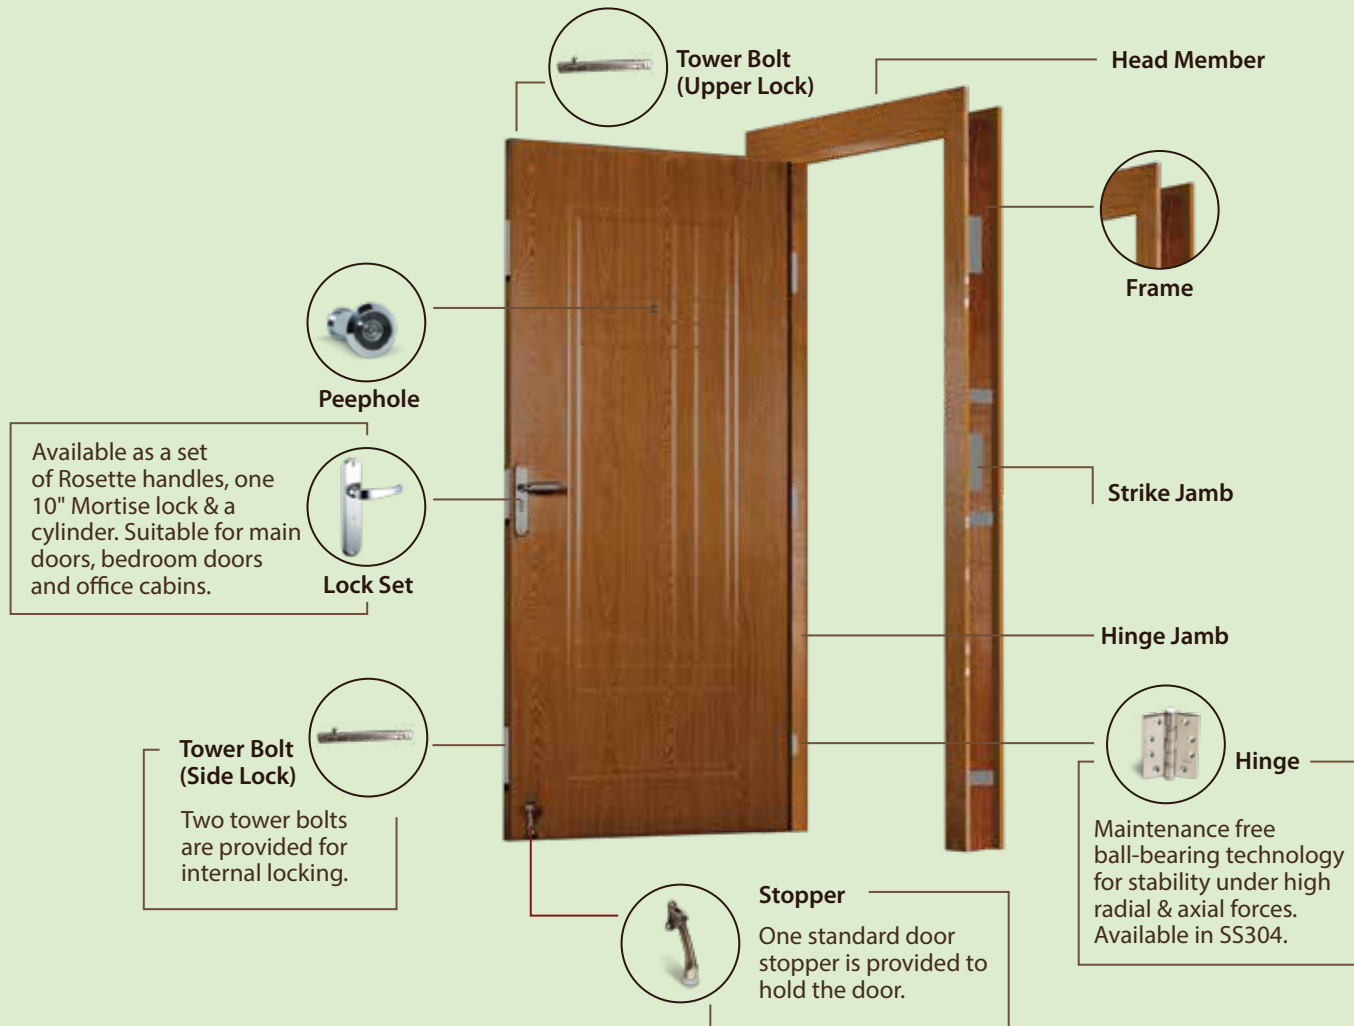 Tower Bolt
(Upper Lock)
Head Member
Frame
Peephole
Available as a set
of Rosette handles, one
10" Mortise lock & a
cylinder. Suitable for main
doors, bedroom doors
and office cabins.
Lock Set
Strike Jamb
Hinge Jamb
Tower Bolt
(Side Lock)
Two tower bolts
are provided for
internal locking.
Hinge
Maintenance free
ball-bearing technology
for stability under high
radial & axial forces.
Available in SS304.
Stopper
One standard door
stopper is provided to
hold the door.